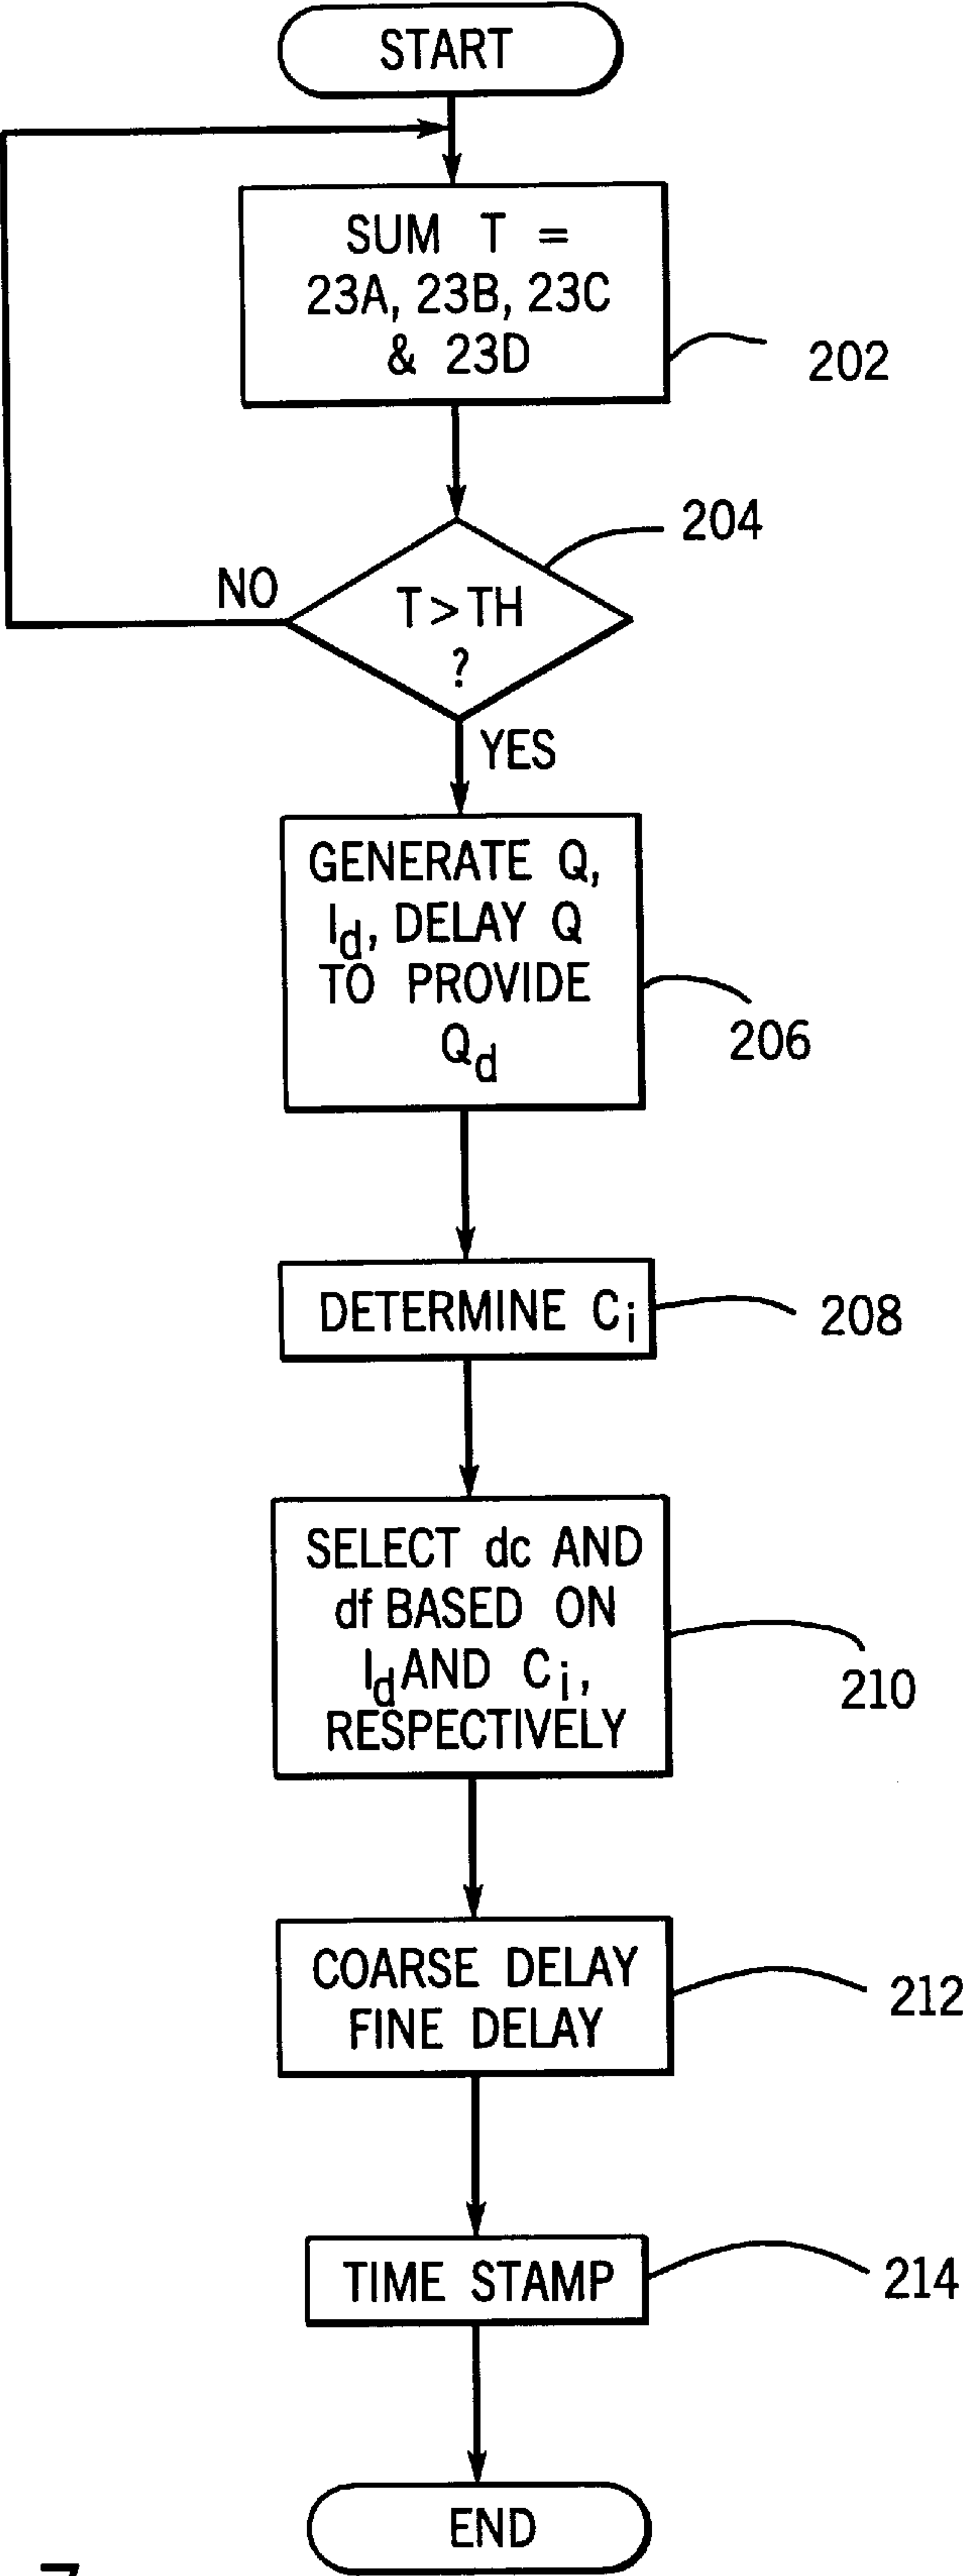 START
SUM T =
23A, 23B, 23C
& 23D
202
204
NO
T>TH
?
YES
GENERATE Q,
Id, DELAY Q
TO PROVIDE
Qd
206
DETERMINE Ci
208
SELECT dc AND
df BASED ON
Id AND Ci,
RESPECTIVELY
210
COARSE DELAY
FINE DELAY
212
TIME STAMP
214
END